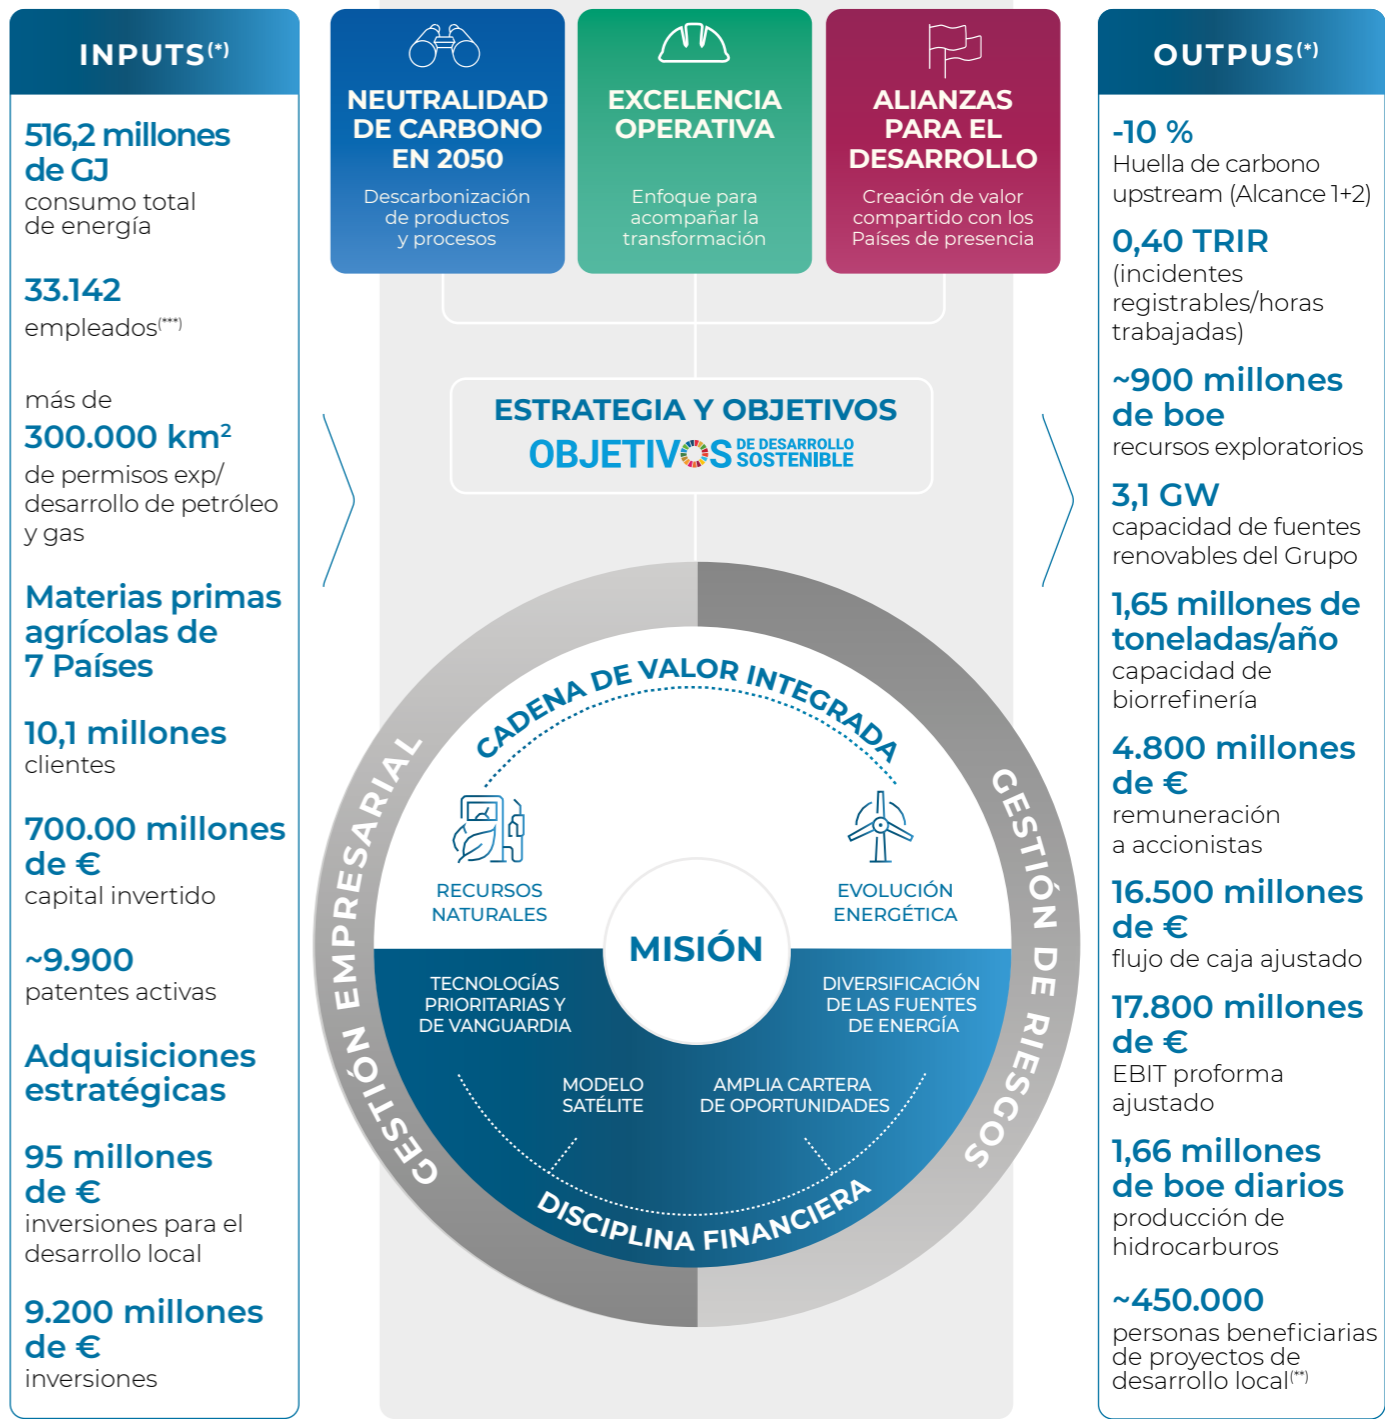 INPUTS(*)
516,2 millones
de GJ
consumo total
de energía
33.142
empleados(***)
más de
300.000 km²
de permisos exp/
desarrollo de petróleo
y gas
Materias primas
agrícolas de
7 Países
10,1 millones
clientes
700.00 millones
de €
capital invertido
~9.900
patentes activas
Adquisiciones
estratégicas
95 millones
de €
inversiones para el
desarrollo local
9.200 millones
de €
inversiones
NEUTRALIDAD
DE CARBONO
EN 2050
Descarbonización
de productos
y procesos
EXCELENCIA
OPERATIVA
Enfoque para
acompañar la
transformación
ALIANZAS
PARA EL
DESARROLLO
Creación de valor
compartido con los
Países de presencia
ESTRATEGIA Y OBJETIVOS
OBJETIVOS DE DESARROLLO
SOSTENIBLE
GESTIÓN EMPRESARIAL
GESTIÓN DE RIESGOS
CADENA DE VALOR INTEGRADA
RECURSOS
NATURALES
EVOLUCIÓN
ENERGÉTICA
MISIÓN
TECNOLOGÍAS
PRIORITARIAS Y
DE VANGUARDIA
DIVERSIFICACIÓN
DE LAS FUENTES
DE ENERGÍA
MODELO
SATÉLITE
AMPLIA CARTERA
DE OPORTUNIDADES
DISCIPLINA FINANCIERA
OUTPUS(*)
-10 %
Huella de carbono
upstream (Alcance 1+2)
0,40 TRIR
(incidentes
registrables/horas
trabajadas)
~900 millones
de boe
recursos exploratorios
3,1 GW
capacidad de fuentes
renovables del Grupo
1,65 millones de
toneladas/año
capacidad de
biorrefinería
4.800 millones
de €
remuneración
a accionistas
16.500 millones
de €
flujo de caja ajustado
17.800 millones
de €
EBIT proforma
ajustado
1,66 millones
de boe diarios
producción de
hidrocarburos
~450.000
personas beneficiarias
de proyectos de
desarrollo local(**)